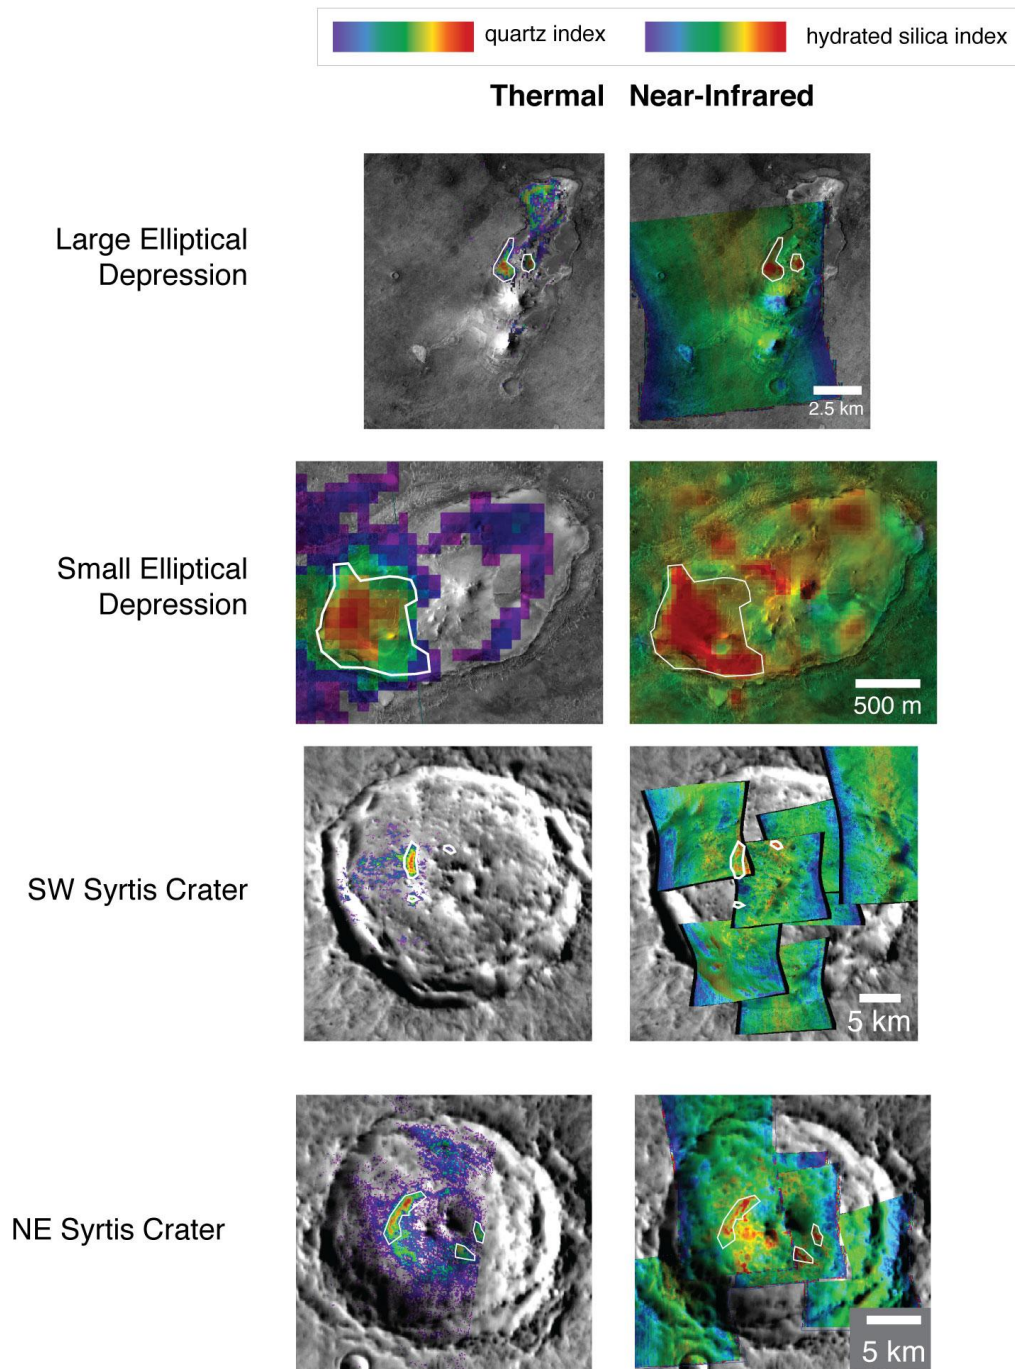 quartz index
hydrated silica index
Thermal Near-Infrared
Large Elliptical
Depression
2.5 km
Small Elliptical
Depression
500 m
SW Syrtis Crater
5 km
NE Syrtis Crater
5 km